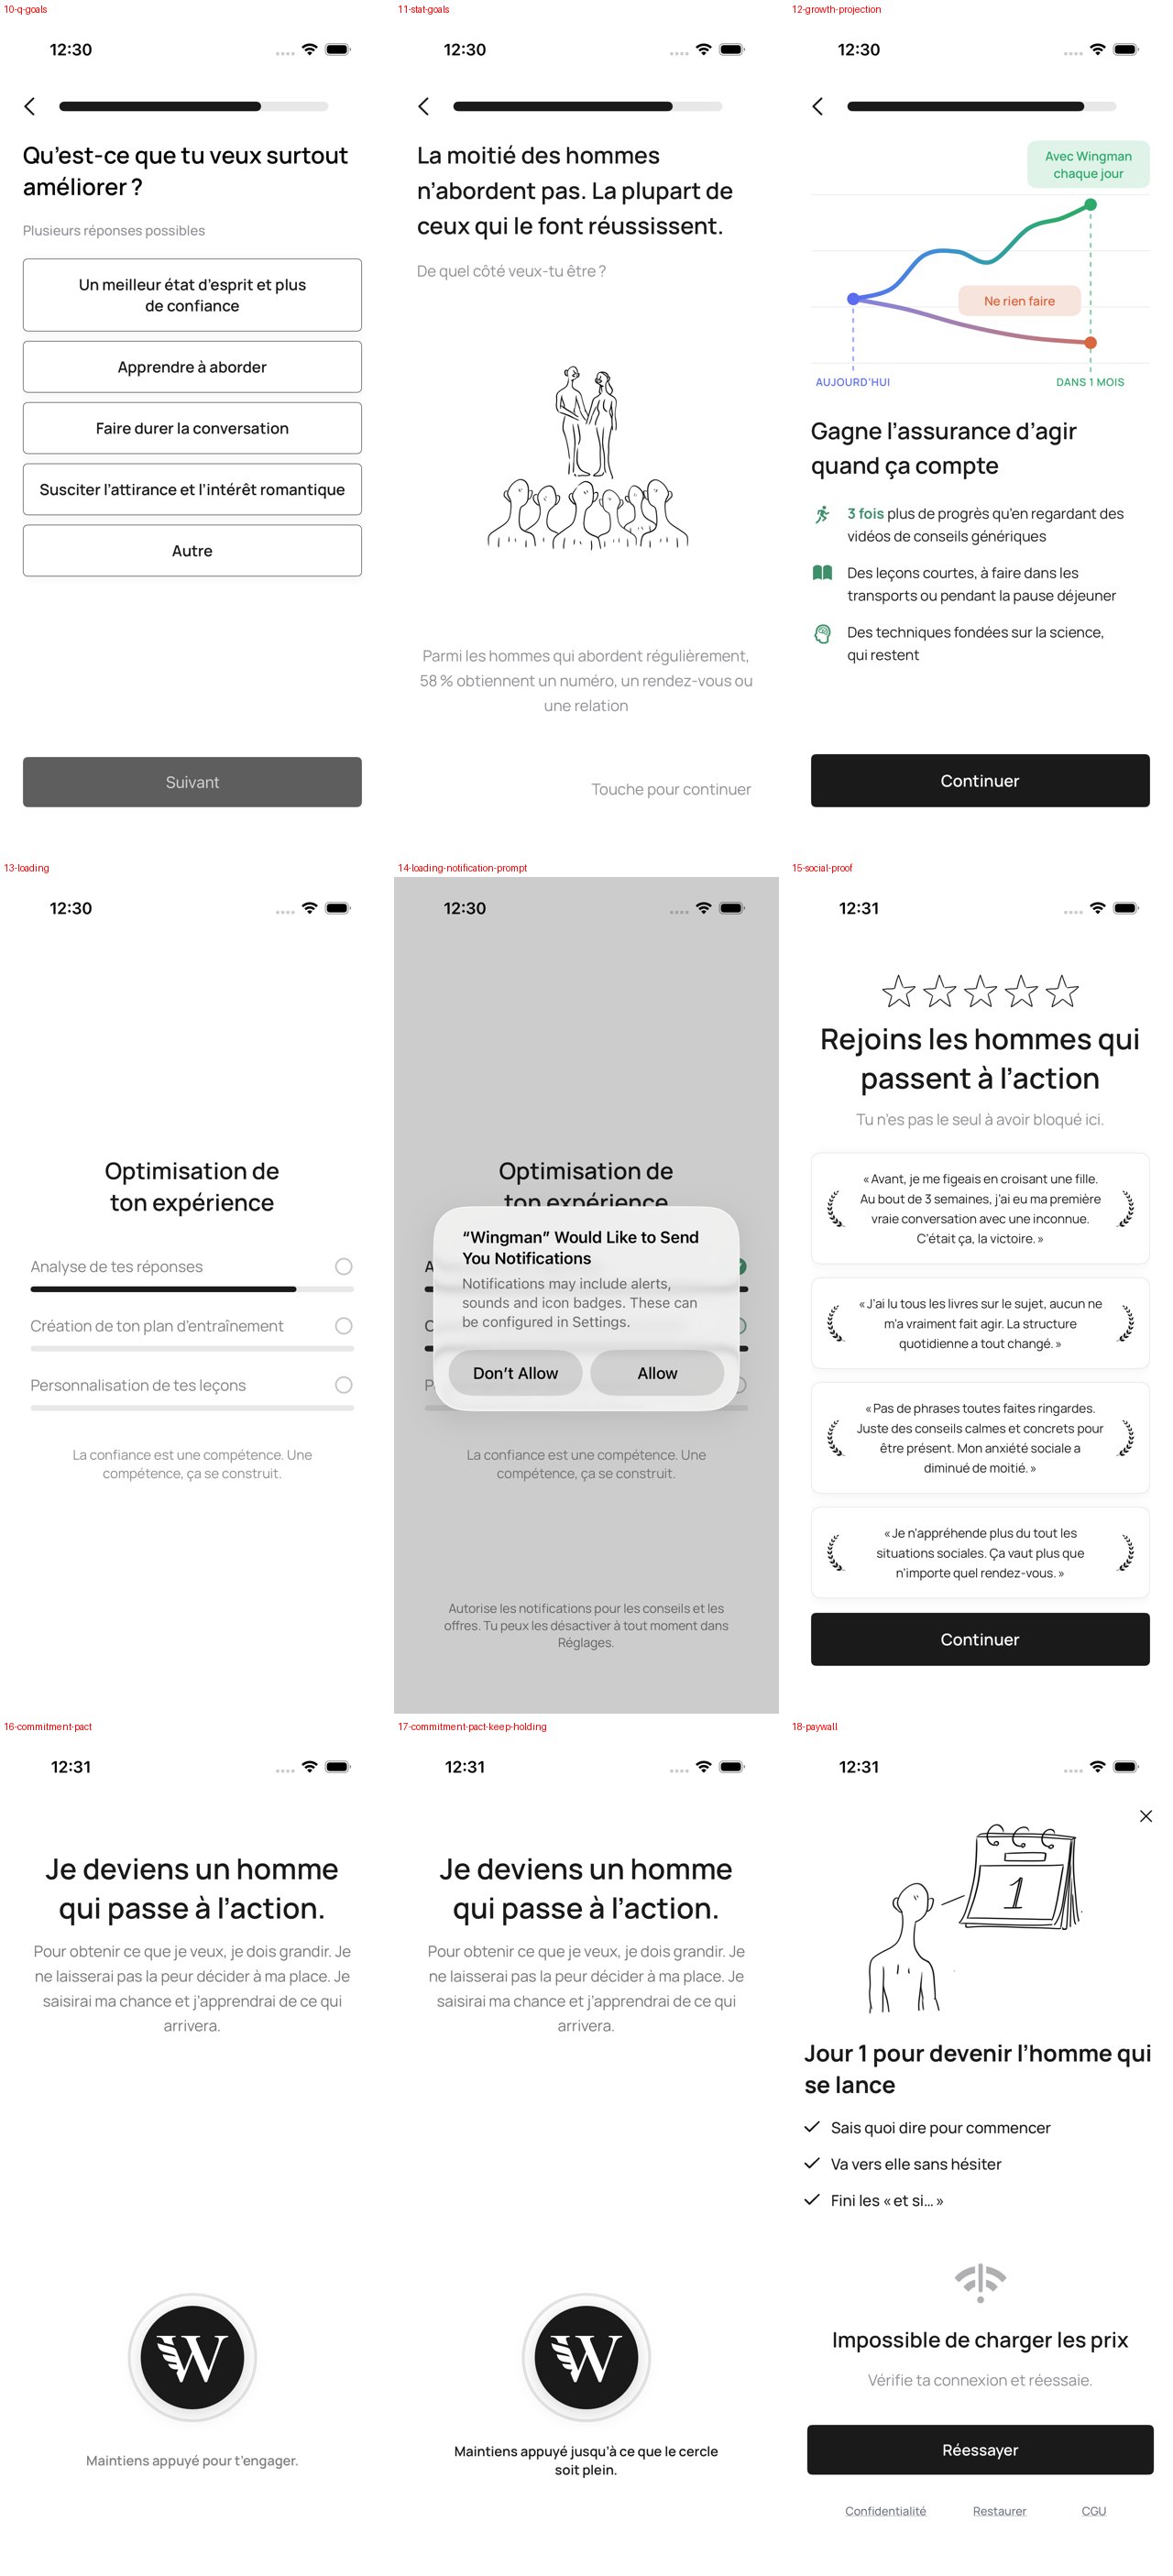 10-q-goals
12:30
Qu'est-ce que tu veux surtout
améliorer ?
Plusieurs réponses possibles
Un meilleur état d'esprit et plus
de confiance
Apprendre à aborder
Faire durer la conversation
Susciter l'attirance et l'intérêt romantique
Autre
Suivant
11-stat-goals
12:30
La moitié des hommes
n'abordent pas. La plupart de
ceux qui le font réussissent.
De quel côté veux-tu être ?
Parmi les hommes qui abordent régulièrement,
58 % obtiennent un numéro, un rendez-vous ou
une relation
Touche pour continuer
12-growth-projection
12:30
Avec Wingman
chaque jour
Ne rien faire
AUJOURD'HUI
DANS 1 MOIS
Gagne l'assurance d'agir
quand ça compte
3 fois plus de progrès qu'en regardant des
vidéos de conseils génériques
Des leçons courtes, à faire dans les
transports ou pendant la pause déjeuner
Des techniques fondées sur la science,
qui restent
Continuer
13-loading
12:30
Optimisation de
ton expérience
Analyse de tes réponses
Création de ton plan d'entraînement
Personnalisation de tes leçons
La confiance est une compétence. Une
compétence, ça se construit.
14-loading-notification-prompt
12:30
Optimisation de
ton expérience
"Wingman" Would Like to Send
You Notifications
Notifications may include alerts,
sounds and icon badges. These can
be configured in Settings.
Don't Allow
Allow
La confiance est une compétence. Une
compétence, ça se construit.
Autorise les notifications pour les conseils et les
offres. Tu peux les désactiver à tout moment dans
Réglages.
15-social-proof
12:31
Rejoins les hommes qui
passent à l'action
Tu n'es pas le seul à avoir bloqué ici.
« Avant, je me figeais en croisant une fille.
Au bout de 3 semaines, j'ai eu ma première
vraie conversation avec une inconnue.
C'était ça, la victoire. »
« J'ai lu tous les livres sur le sujet, aucun ne
m'a vraiment fait agir. La structure
quotidienne a tout changé. »
« Pas de phrases toutes faites ringardes.
Juste des conseils calmes et concrets pour
être présent. Mon anxiété sociale a
diminué de moitié. »
« Je n'appréhende plus du tout les
situations sociales. Ça vaut plus que
n'importe quel rendez-vous. »
Continuer
16-commitment-pact
12:31
Je deviens un homme
qui passe à l'action.
Pour obtenir ce que je veux, je dois grandir. Je
ne laisserai pas la peur décider à ma place. Je
saisirai ma chance et j'apprendrai de ce qui
arrivera.
W
Maintiens appuyé pour t'engager.
17-commitment-pact-keep-holding
12:31
Je deviens un homme
qui passe à l'action.
Pour obtenir ce que je veux, je dois grandir. Je
ne laisserai pas la peur décider à ma place. Je
saisirai ma chance et j'apprendrai de ce qui
arrivera.
W
Maintiens appuyé jusqu'à ce que le cercle
soit plein.
18-paywall
12:31
1
Jour 1 pour devenir l'homme qui
se lance
Sais quoi dire pour commencer
Va vers elle sans hésiter
Fini les « et si... »
Impossible de charger les prix
Vérifie ta connexion et réessaie.
Réessayer
Confidentialité
Restaurer
CGU